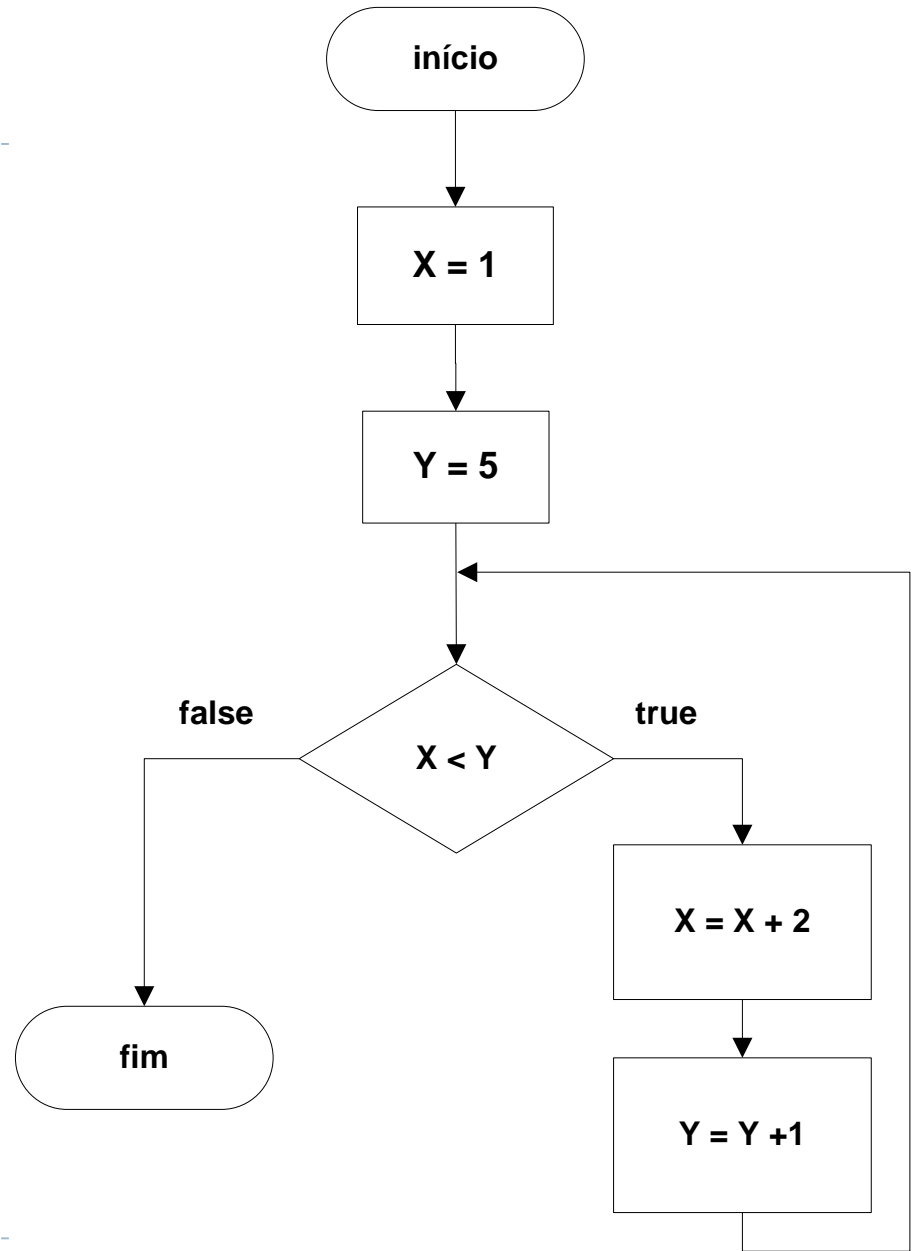 início
X = 1
Y = 5
false
true
X < Y
X = X + 2
fim
Y = Y +1